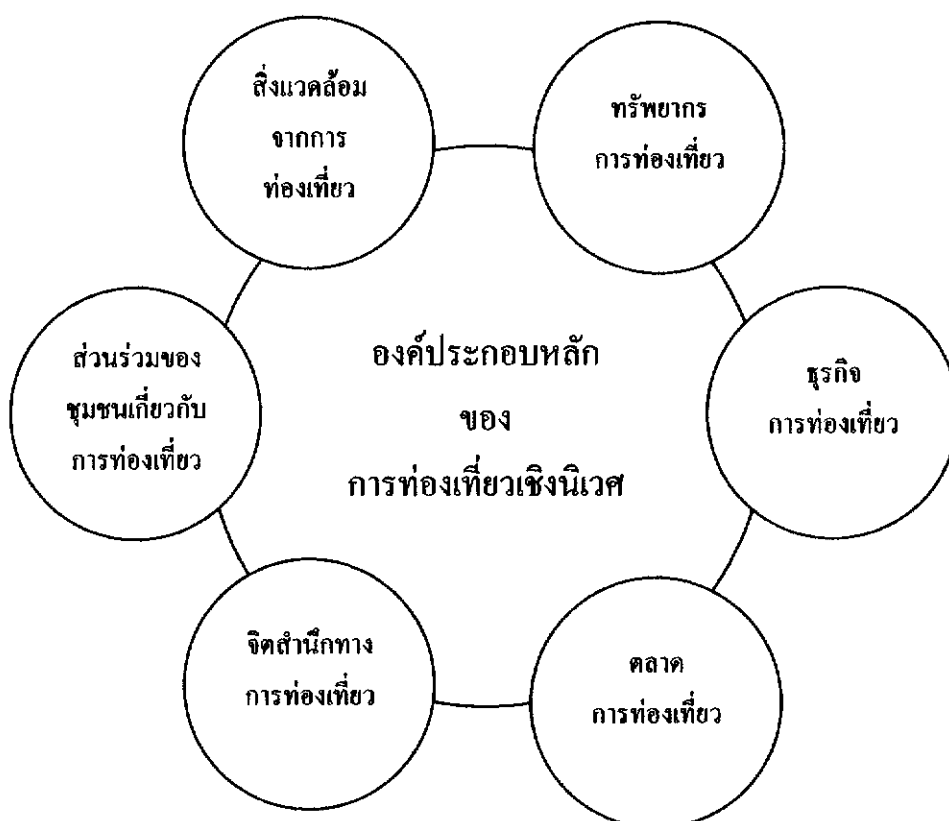 สิ่งแวดล้อม
จากการ
ท่องเที่ยว
ทรัพยากร
การท่องเที่ยว
ส่วนร่วมของ
ชุมชนเกี่ยวกับ
การท่องเที่ยว
องค์ประกอบหลัก
ของ
การท่องเที่ยวเชิงนิเวศ
ธุรกิจ
การท่องเที่ยว
จิตสำนึกทาง
การท่องเที่ยว
ตลาด
การท่องเที่ยว